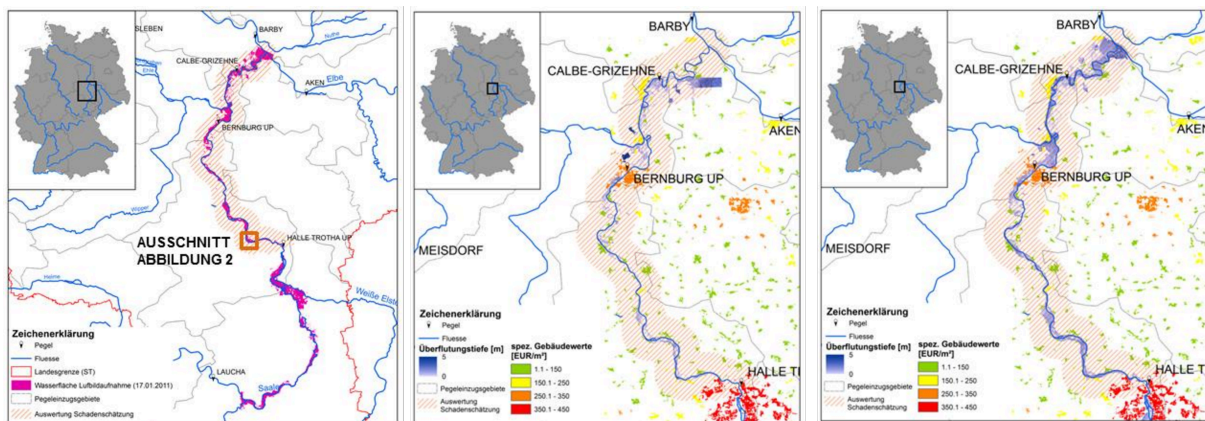 SLEBEN
BARBY
Nuthe
CALBE-GRIZEHNE
Elbe
AKEN
BERNBURG UP
Wipper
AUSSCHNITT
ABBILDUNG 2
HALLE TROTHA UP
Helme
Weiße Elste
LAUCHA
Saale
Zeichenerklärung
Pegel
Fluesse
Landesgrenze (ST)
Wasserfläche Luftbildaufnahme (17.01.2011)
Pegeleinzugsgebiete
Auswertung Schadenschätzung
BARBY
CALBE-GRIZEHNE
AKEN
BERNBURG UP
MEISDORF
HALLE TI
Zeichenerklärung
Pegel
Fluesse
Überflutungstiefe [m]
5
0
Pegeleinzugsgebiete
Auswertung
Schadenschätzung
spez. Gebäudewerte
[EUR/m²]
1.1 - 150
150.1 - 250
250.1 - 350
350.1 - 450
BARBY
CALBE-GRIZEHNE
AKEN
BERNBURG UP
MEISDORF
HALLE T
Zeichenerklärung
Pegel
Fluesse
Überflutungstiefe [m]
5
0
Pegeleinzugsgebiete
Auswertung
Schadenschätzung
spez. Gebäudewerte
[EUR/m²]
1.1 - 150
150.1 - 250
250.1 - 350
350.1 - 450